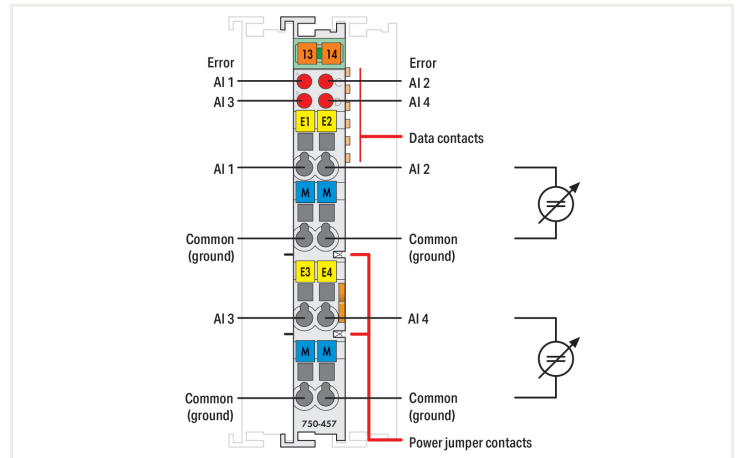 13 14
Error Error
AI 1 AI 2
AI 3 AI 4
E1 E2
Data contacts
AI 1 AI 2
M M
Common Common
(ground) (ground)
E3 E4
AI 3 AI 4
M M
Common Common
(ground) (ground)
750-457
Power jumper contacts